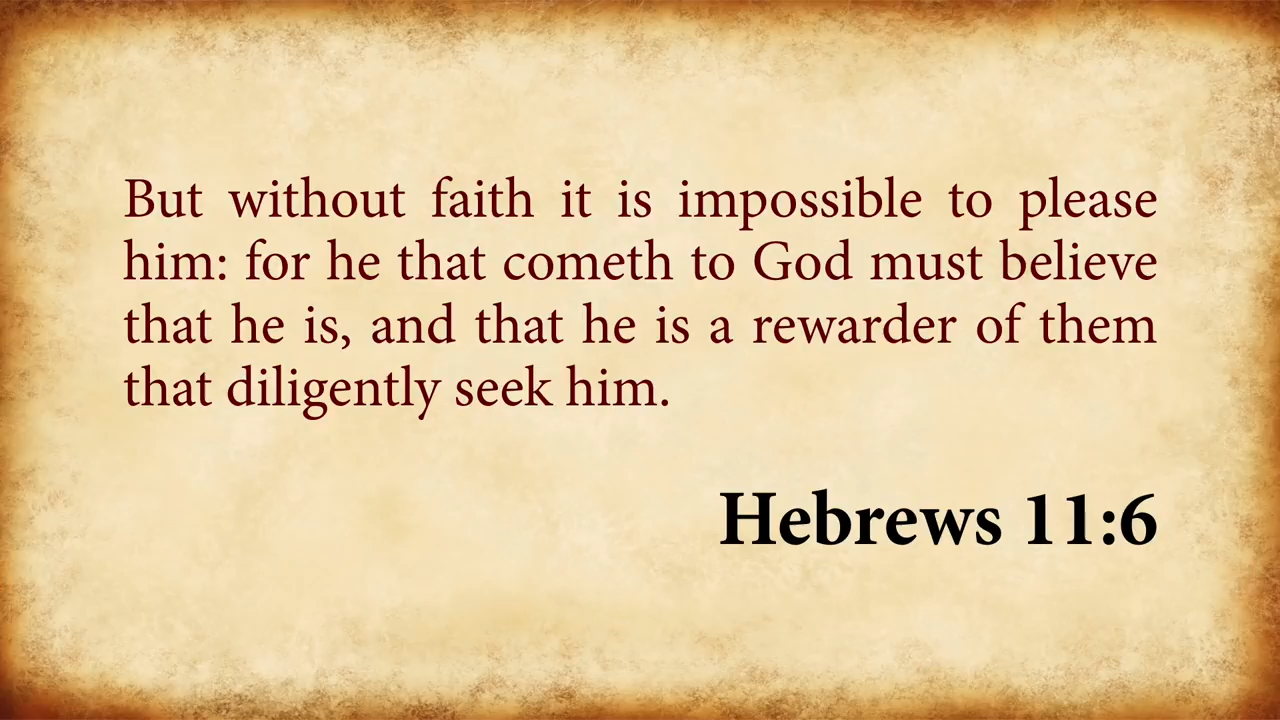 But without faith it is impossible to please
him: for he that cometh to God must believe
that he is, and that he is a rewarder of them
that diligently seek him.
Hebrews 11:6